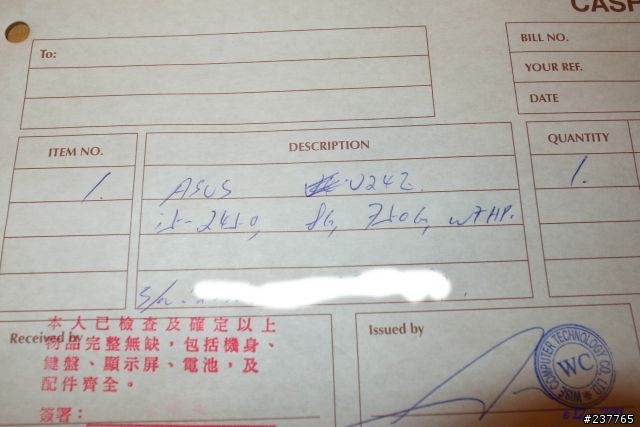 CASH
To:
BILL NO.
YOUR REF.
DATE
ITEM NO.
DESCRIPTION
QUANTITY
1.
ASUS U24E.
1.
i5-2450, 8G, 750G, w7HP.
S/N:
Received by
本人已檢查及確定以上
物品完整無缺，包括機身、
鍵盤、顯示屏、電池，及
配件齊全。
簽署：
Issued by
WISE COMPUTER TECHNOLOGY CO. LTD
WC
#237765